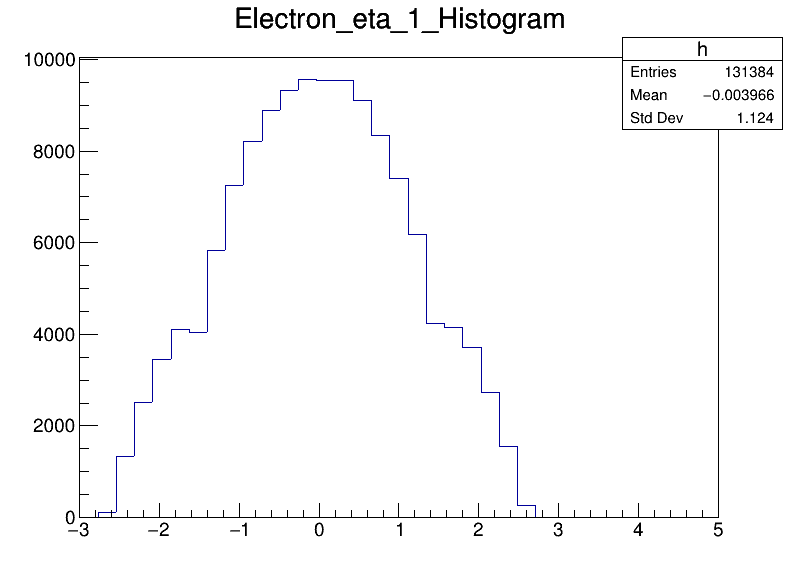 Electron_eta_1_Histogram
h
Entries 131384
Mean −0.003966
Std Dev 1.124
10000
8000
6000
4000
2000
0
−3 −2 −1 0 1 2 3 4 5